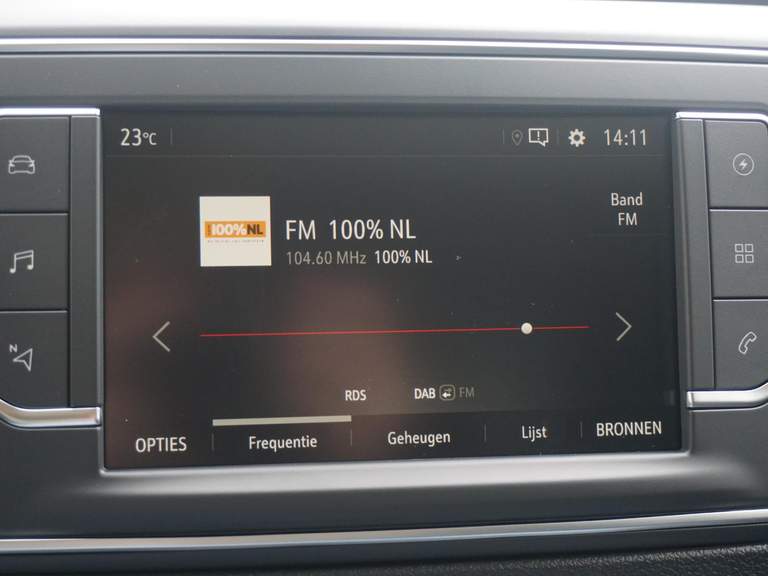 23°C
14:11
100%NL
FM 100% NL
104.60 MHz 100% NL
Band
FM
RDS
DAB FM
OPTIES
Frequentie
Geheugen
Lijst
BRONNEN
N